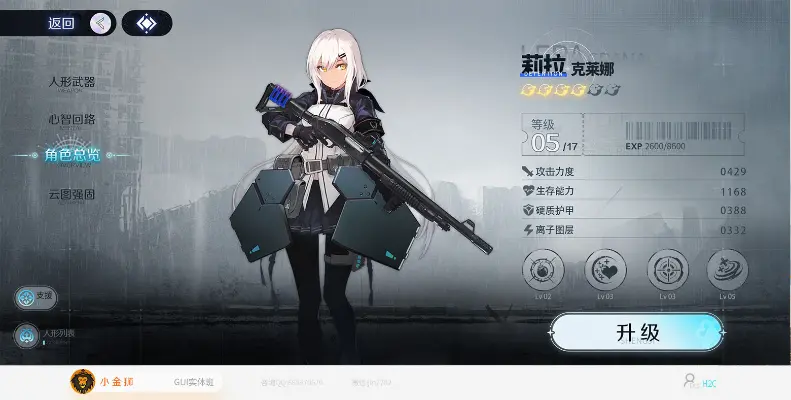 返回
人形武器
心智回路
角色总览
云图强固
支援
人形列表
莉拉 克莱娜
等级
05/17
EXP 2600/8600
攻击力度 0429
生存能力 1168
硬质护甲 0388
离子图层 0332
Lv 02
Lv 03
Lv 03
Lv 05
升级
小金狮
GUI实体班
H2C